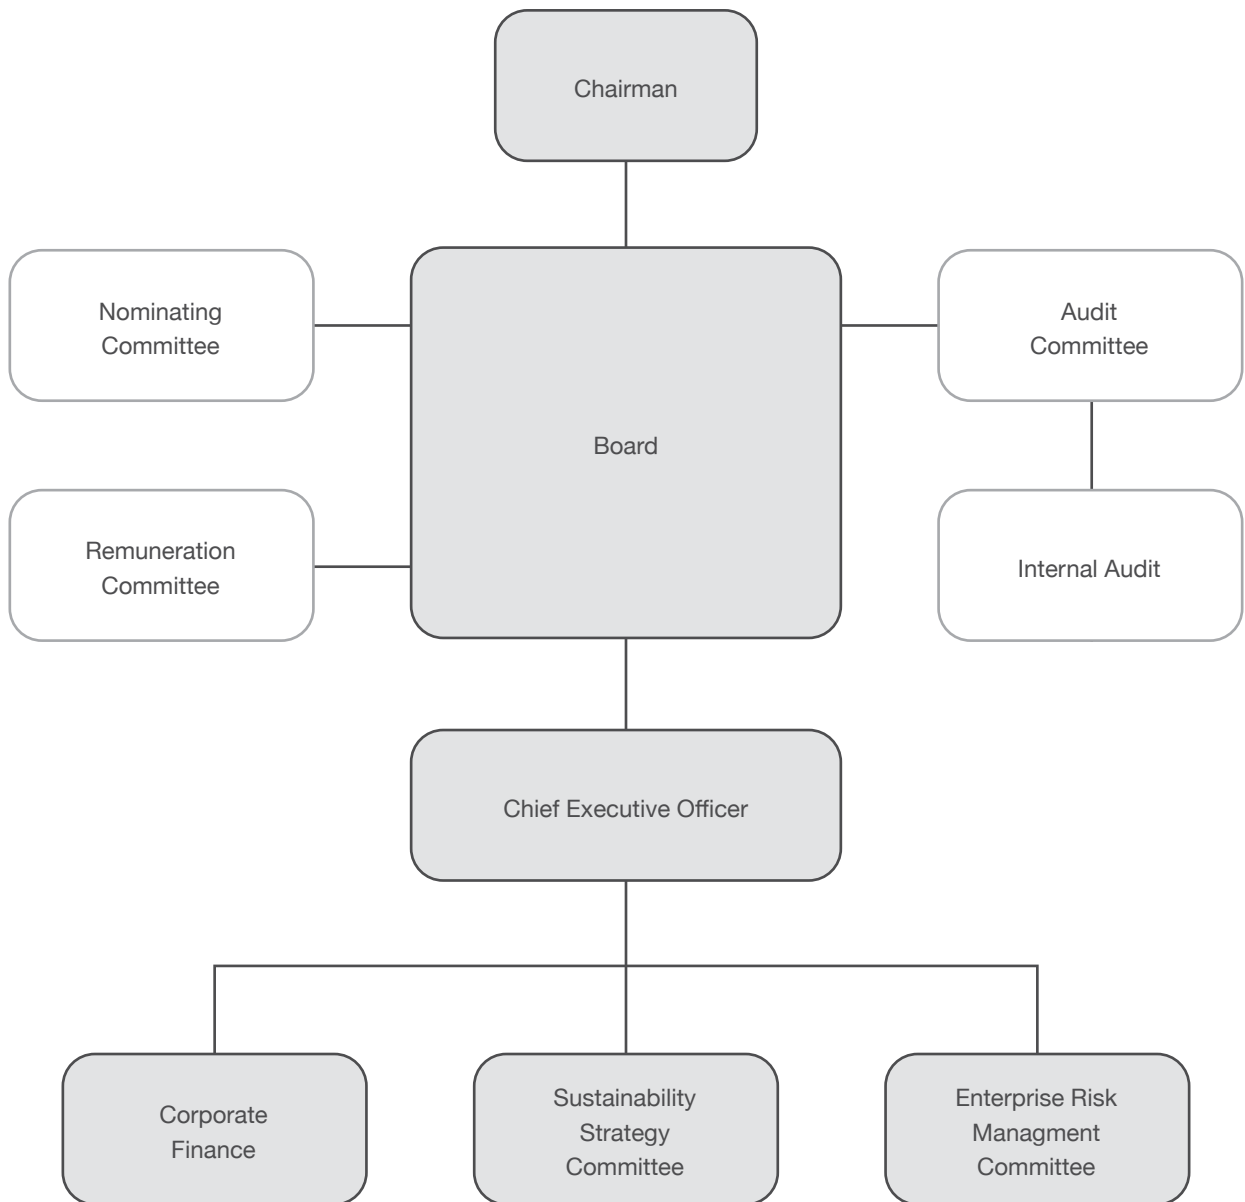 Chairman
Nominating
Committee
Audit
Committee
Board
Remuneration
Committee
Internal Audit
Chief Executive Officer
Corporate
Finance
Sustainability
Strategy
Committee
Enterprise Risk
Managment
Committee